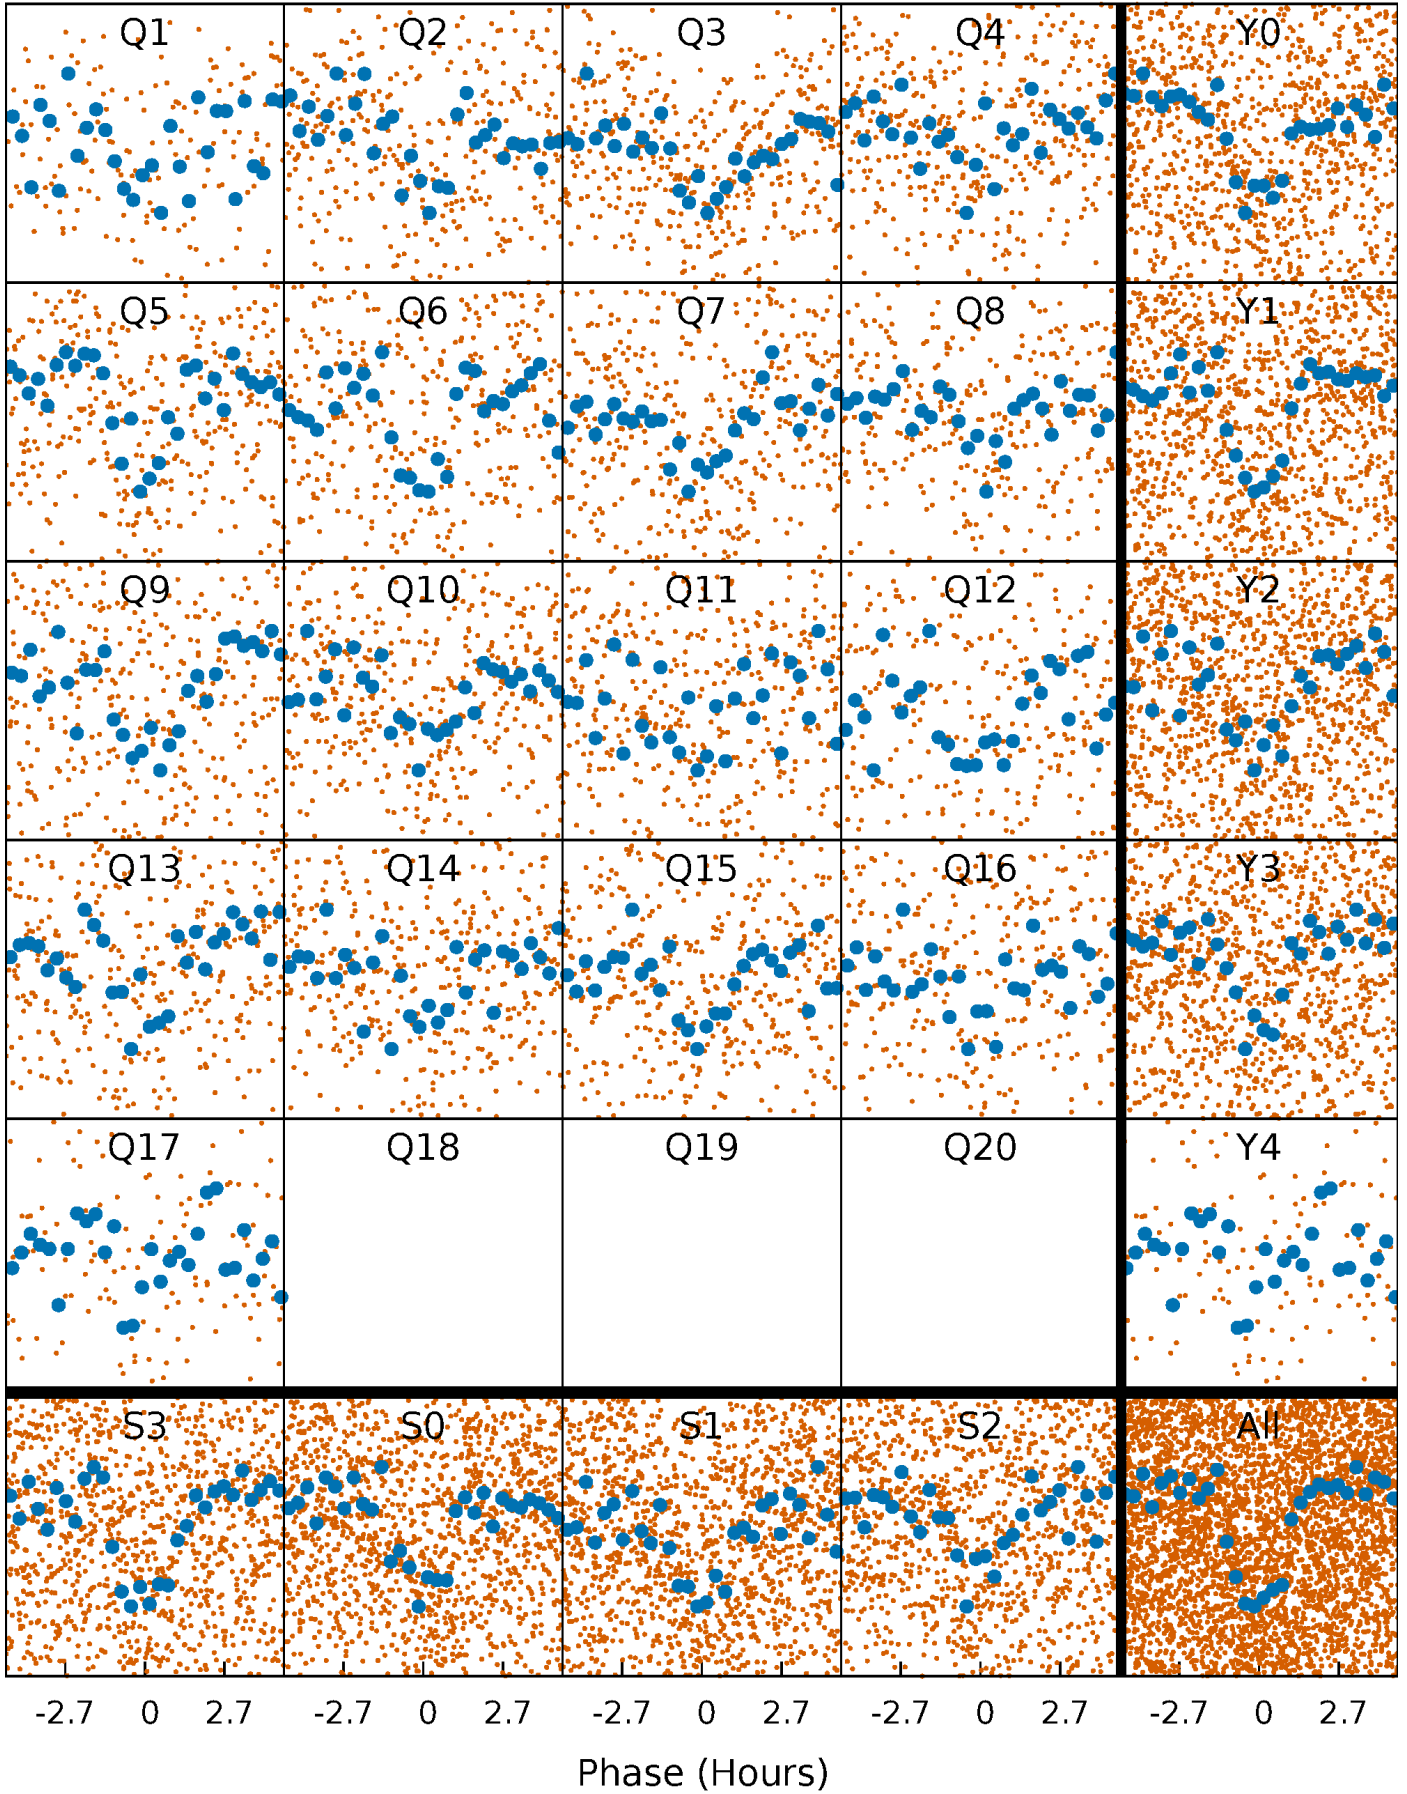 Q1 Q2 Q3 Q4 Y0
Q5 Q6 Q7 Q8 Y1
Q9 Q10 Q11 Q12 Y2
Q13 Q14 Q15 Q16 Y3
Q17 Q18 Q19 Q20 Y4
S3 S0 S1 S2 All
-2.7 0 2.7 -2.7 0 2.7 -2.7 0 2.7 -2.7 0 2.7 -2.7 0 2.7
Phase (Hours)